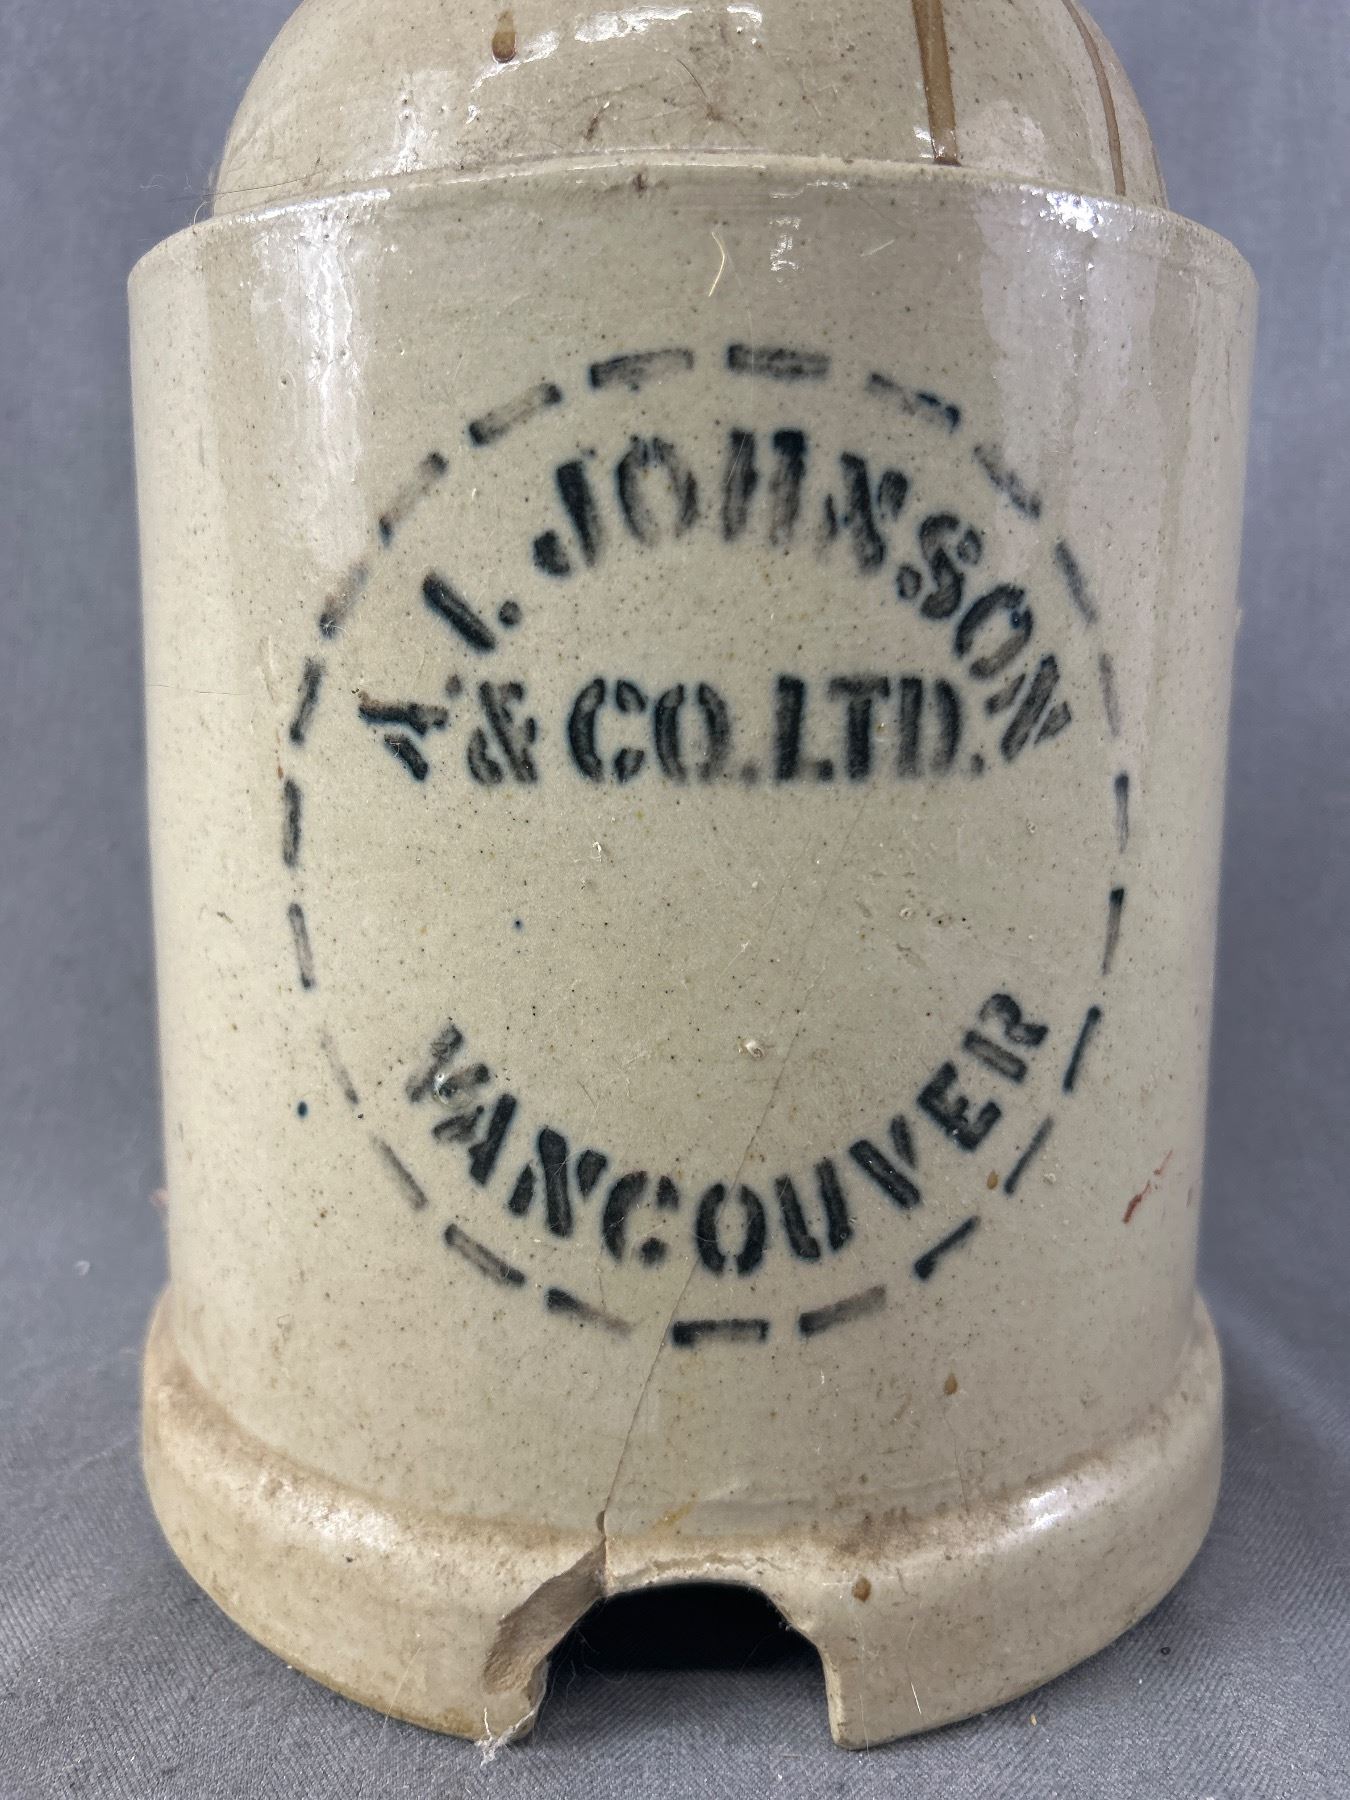 A. I. JOHNSON
& CO. LTD.
VANCOUVER